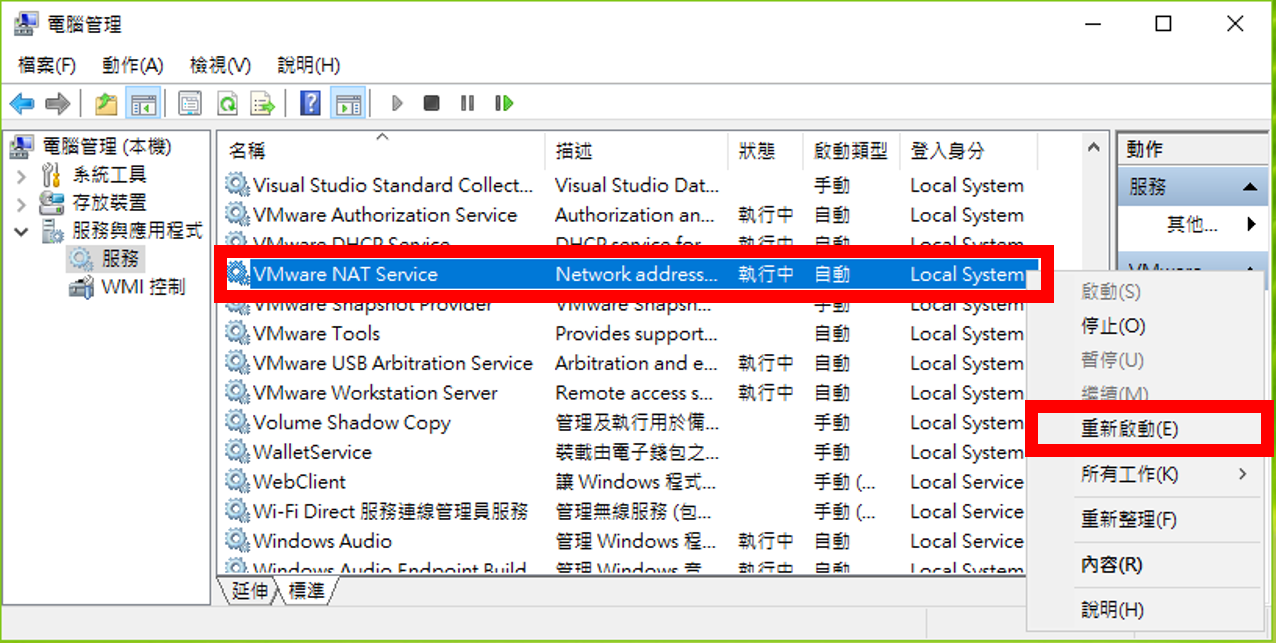 電腦管理
檔案(F) 動作(A) 檢視(V) 說明(H)
電腦管理 (本機)
系統工具
存放裝置
服務與應用程式
服務
WMI 控制
名稱 描述 狀態 啟動類型 登入身分
Visual Studio Standard Collect... Visual Studio Dat... 手動 Local System
VMware Authorization Service Authorization an... 執行中 自動 Local System
VMware DHCP Service DHCP service for 執行中 自動 Local System
VMware NAT Service Network address... 執行中 自動 Local System
VMware Snapshot Provider VMware Snapsh... 手動 Local System
VMware Tools Provides support... 自動 Local System
VMware USB Arbitration Service Arbitration and e... 執行中 自動 Local System
VMware Workstation Server Remote access s... 執行中 自動 Local System
Volume Shadow Copy 管理及執行用於備... 手動 Local System
WalletService 裝載由電子錢包之... 手動 Local System
WebClient 讓 Windows 程式... 手動 (... Local Service
Wi-Fi Direct 服務連線管理員服務 管理無線服務 (包... 手動 (... Local Service
Windows Audio 管理 Windows 程... 執行中 自動 Local Service
Windows Audio Endpoint Build 管理 Windows 音 執行中 自動 Local System
延伸 標準
動作
服務
其他...
VMware
啟動(S)
停止(O)
暫停(U)
繼續(M)
重新啟動(E)
所有工作(K)
重新整理(F)
內容(R)
說明(H)